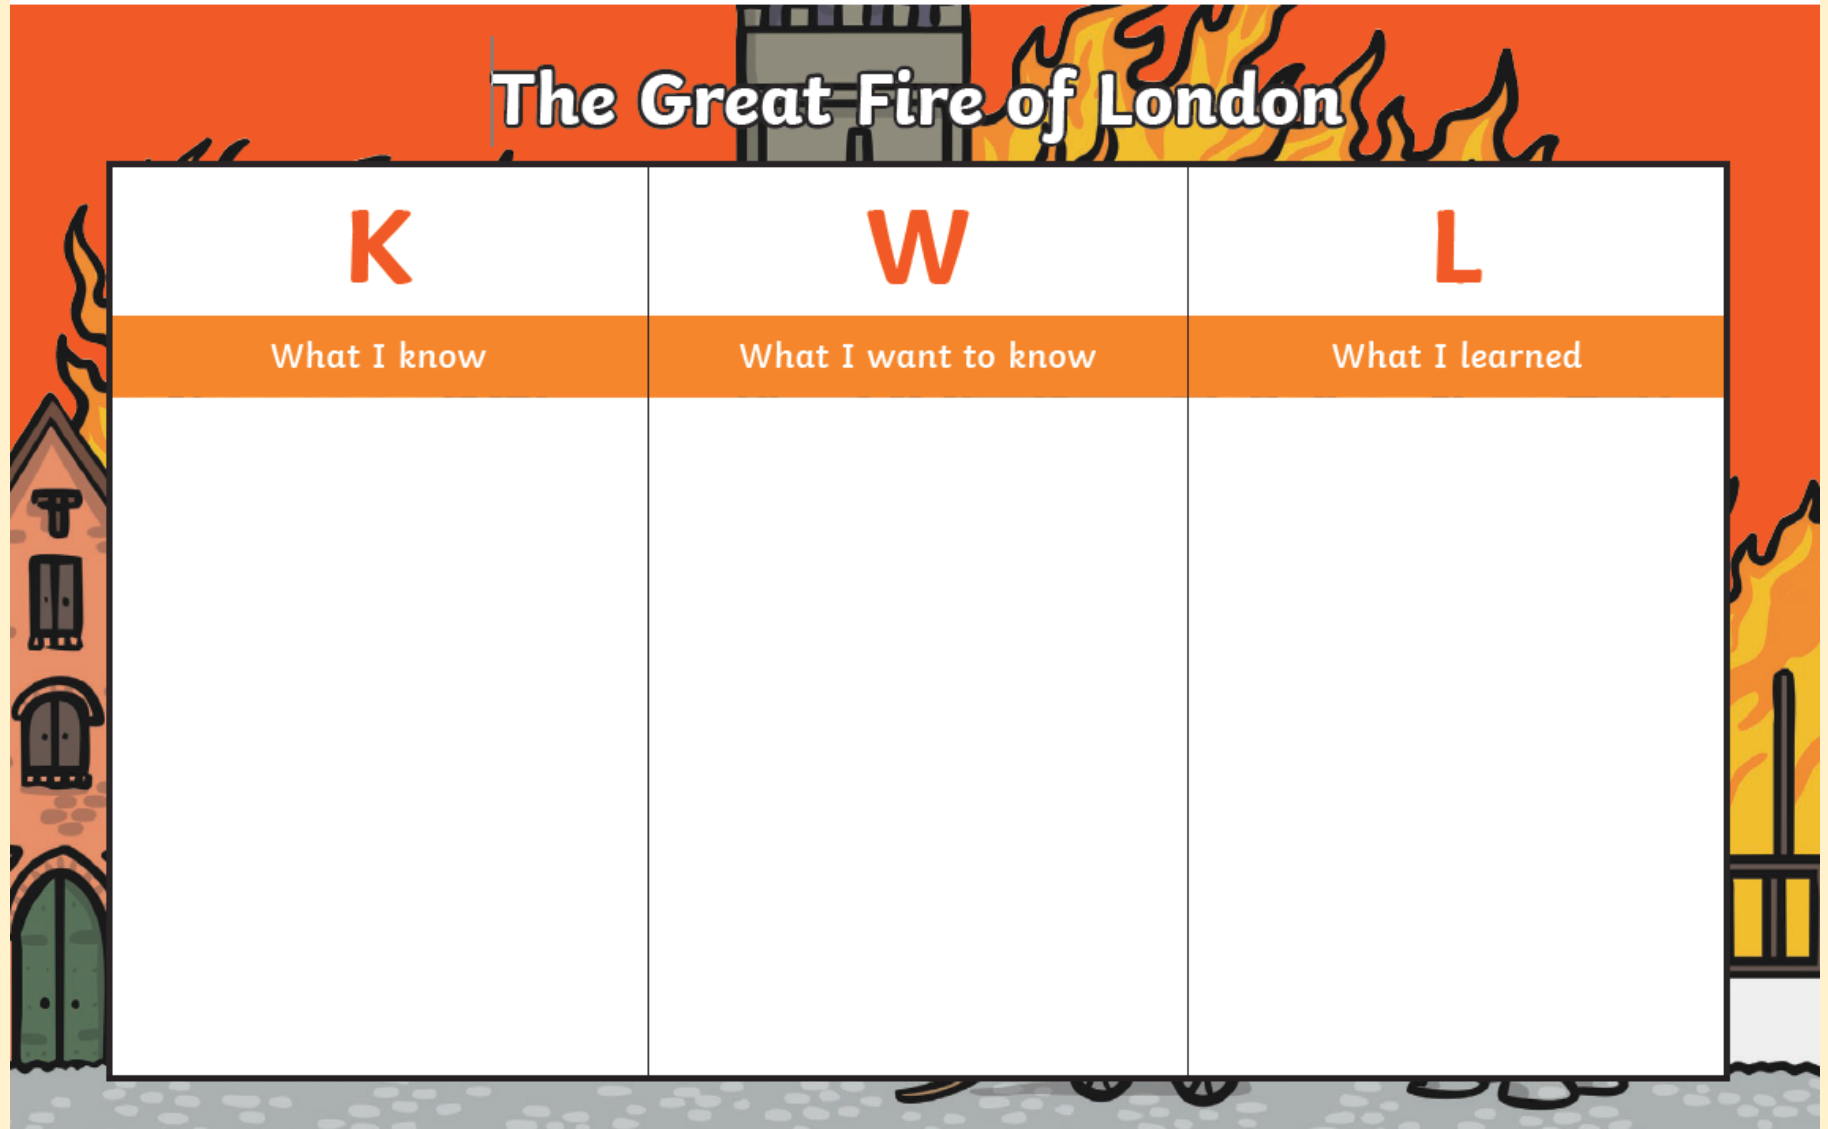 The Great Fire of London
K
W
L
What I know
What I want to know
What I learned